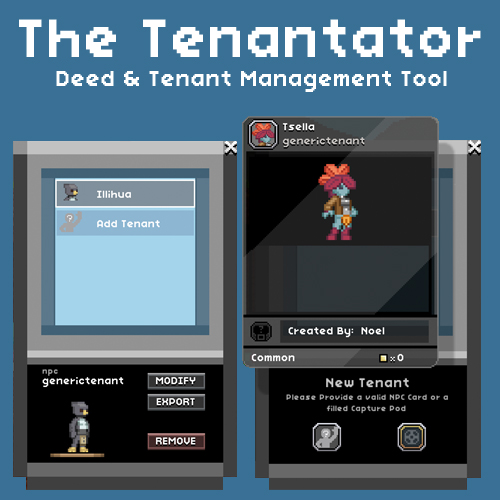 The Tenantator
Deed & Tenant Management Tool
Illihua
Add Tenant
npc
generictenant
MODIFY
EXPORT
REMOVE
Tsella
generictenant
Created By: Noel
Common
x0
New Tenant
Please Provide a valid NPC Card or a
filled Capture Pod